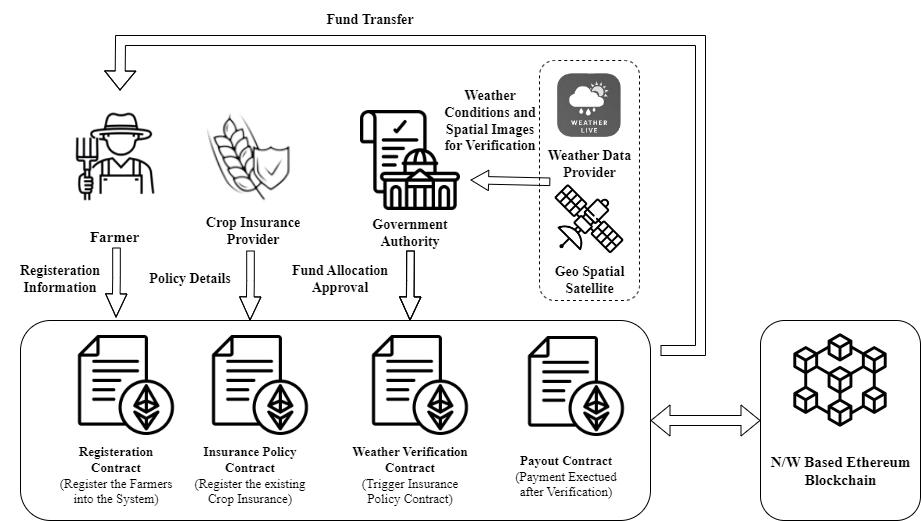 Fund Transfer
Weather
Conditions and
Spatial Images
for Verification
WEATHER
LIVE
Weather Data
Provider
Geo Spatial
Satellite
Farmer
Crop Insurance
Provider
Government
Authority
Registeration
Information
Policy Details
Fund Allocation
Approval
Registeration
Contract
(Register the Farmers
into the System)
Insurance Policy
Contract
(Register the existing
Crop Insurance)
Weather Verification
Contract
(Trigger Insurance
Policy Contract)
Payout Contract
(Payment Exectued
after Verification)
N/W Based Ethereum
Blockchain